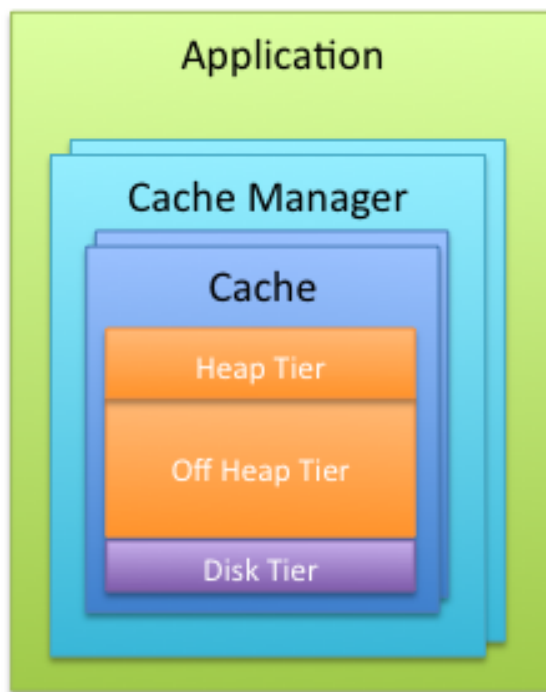 Application
Cache Manager
Cache
Heap Tier
Off Heap Tier
Disk Tier